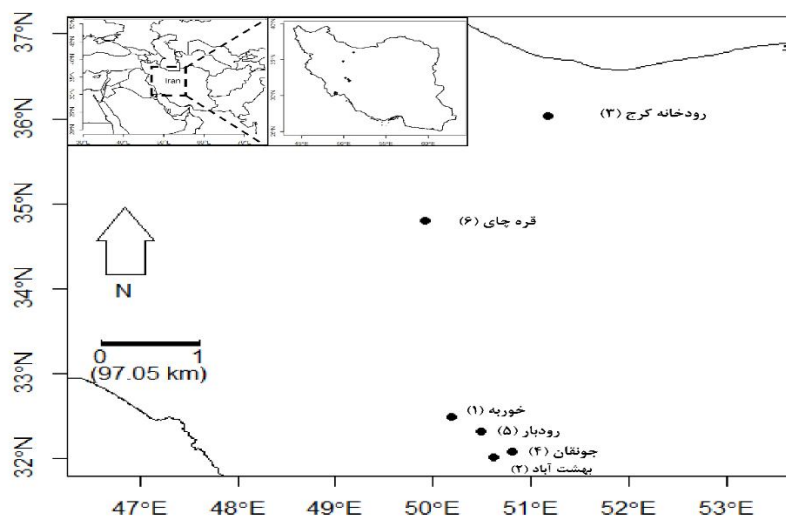 Iran
37°N
36°N
35°N
34°N
33°N
32°N
رودخانه کرج (۳)
قره چای (۶)
N
0 1
(97.05 km)
خوربه (۱)
رودبار (۵)
جونقان (۴)
بهشت آباد (۲)
47°E 48°E 49°E 50°E 51°E 52°E 53°E